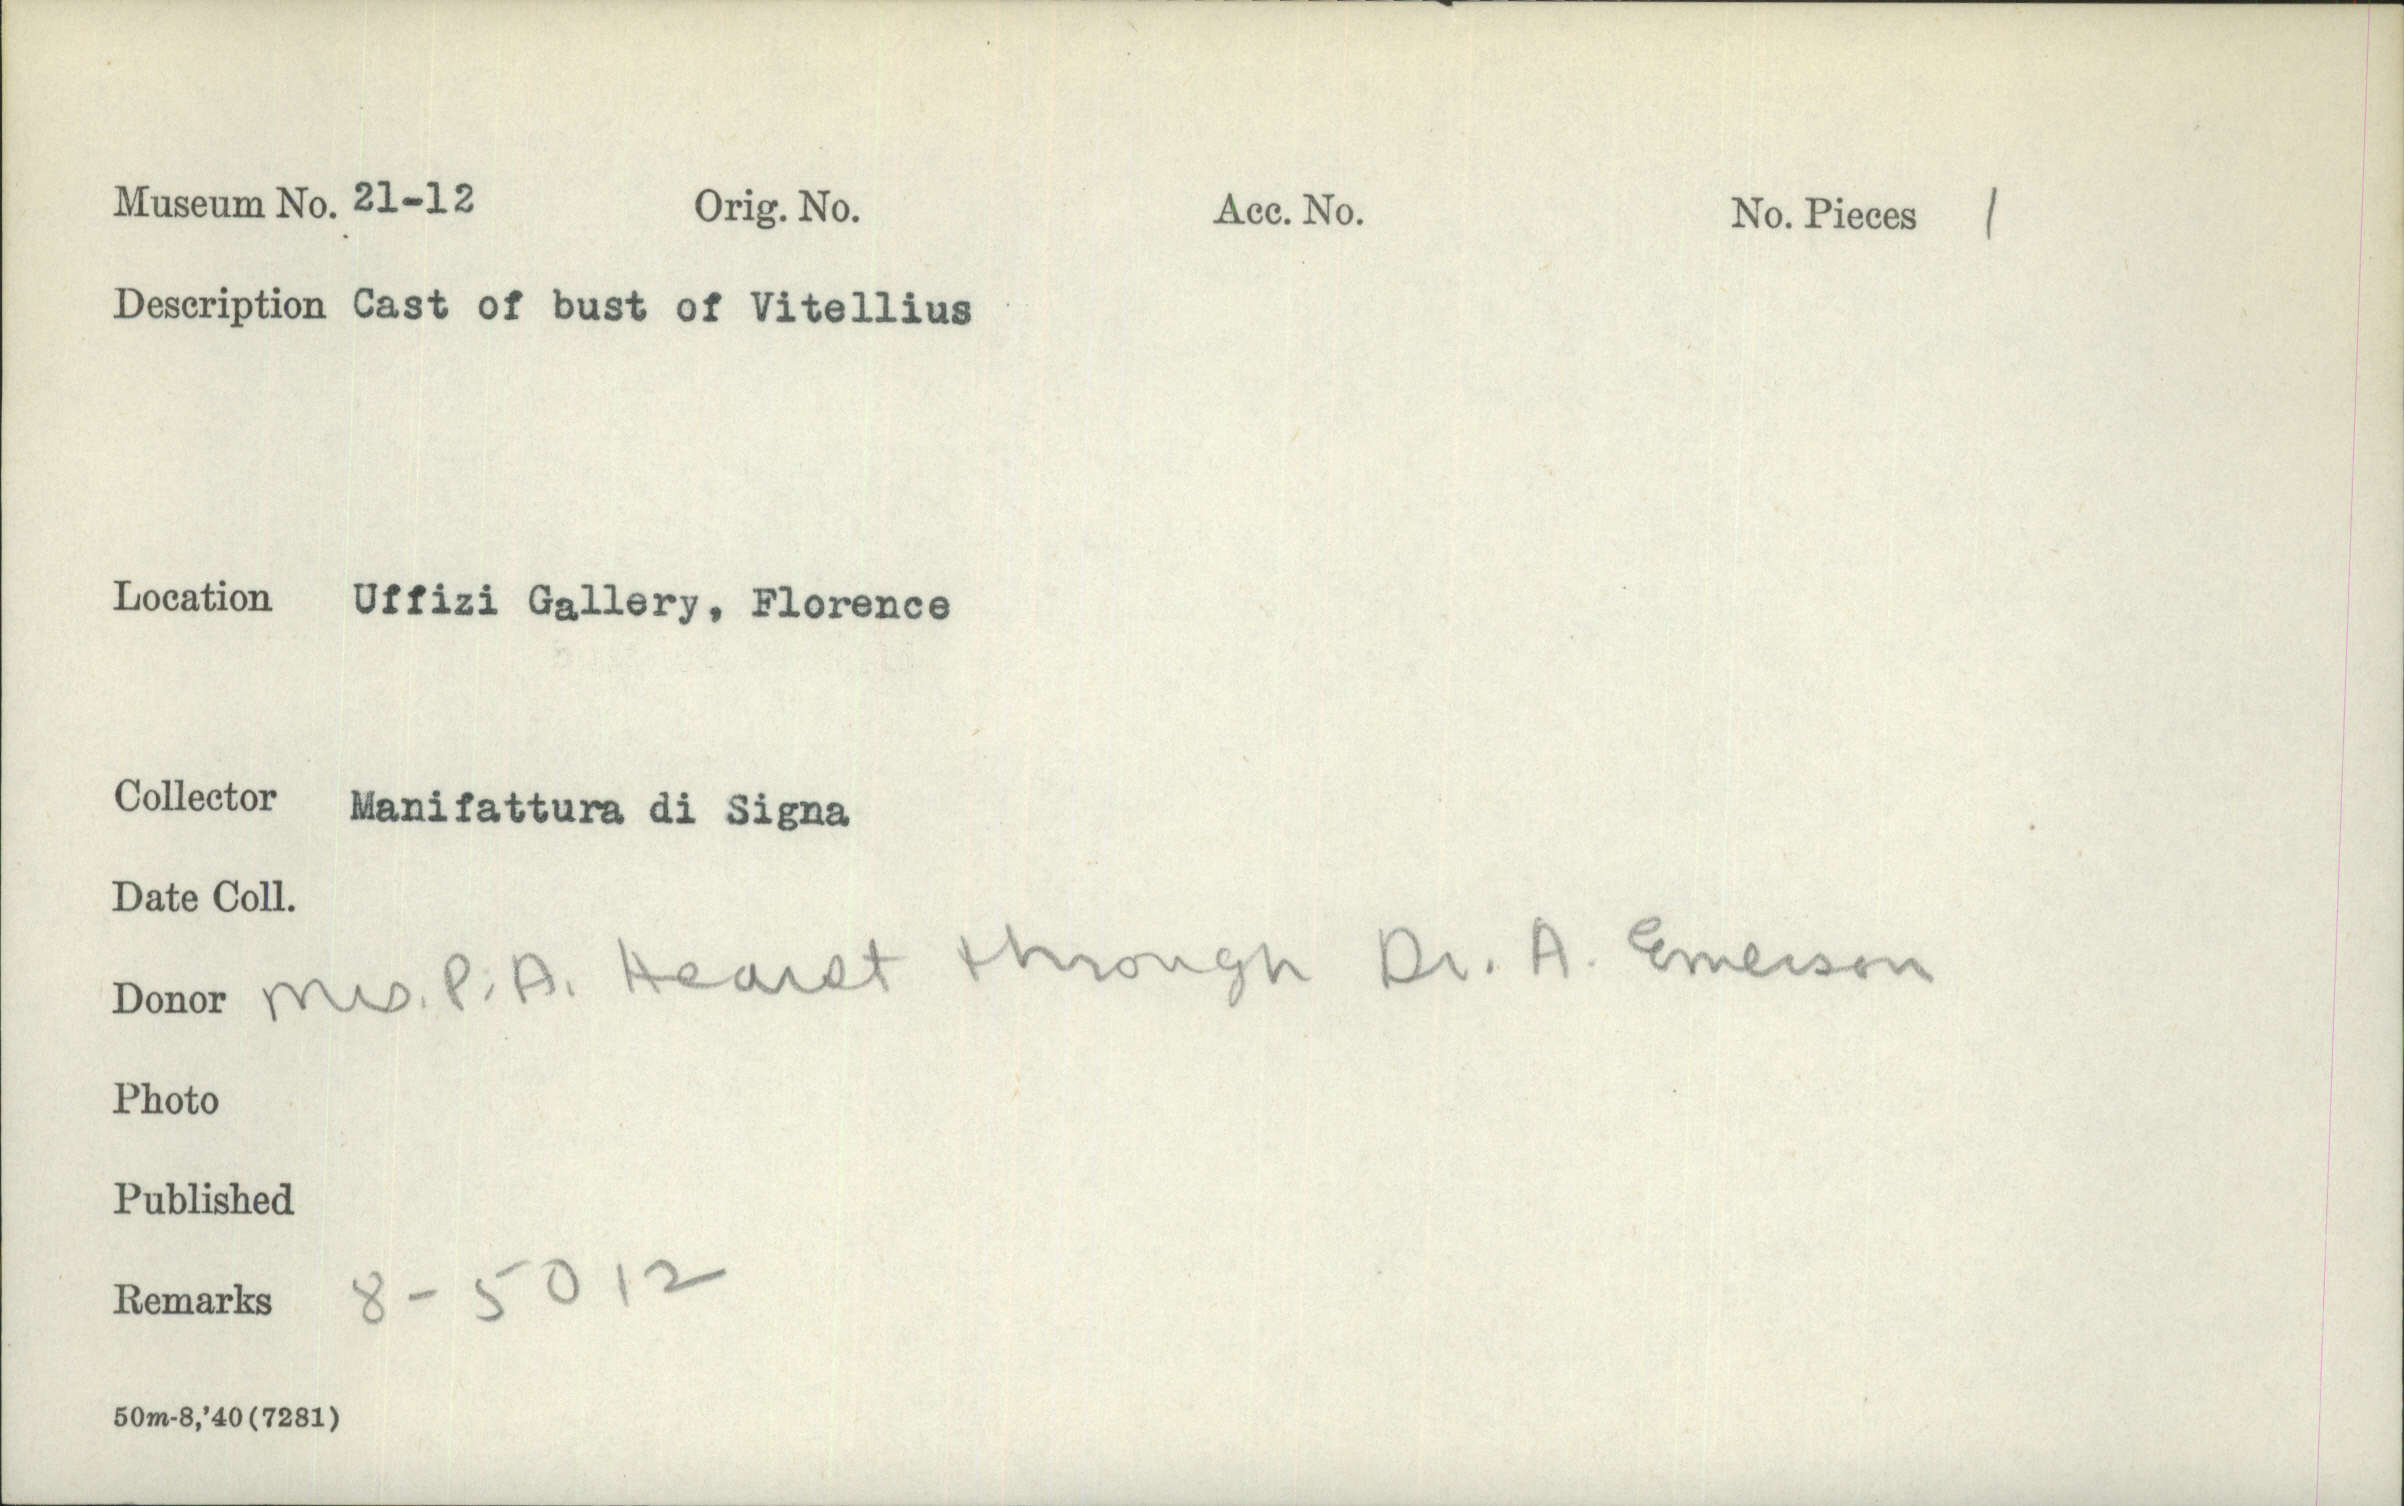 Museum No. 21-12 Orig. No. Acc. No. No. Pieces 1
Description Cast of bust of Vitellius
Location Uffizi Gallery, Florence
Collector Manifattura di Signa
Date Coll.
Donor Mrs. P. A. Hearst through Dr. A. Emerson
Photo
Published
Remarks 8-5012
50m-8,'40(7281)